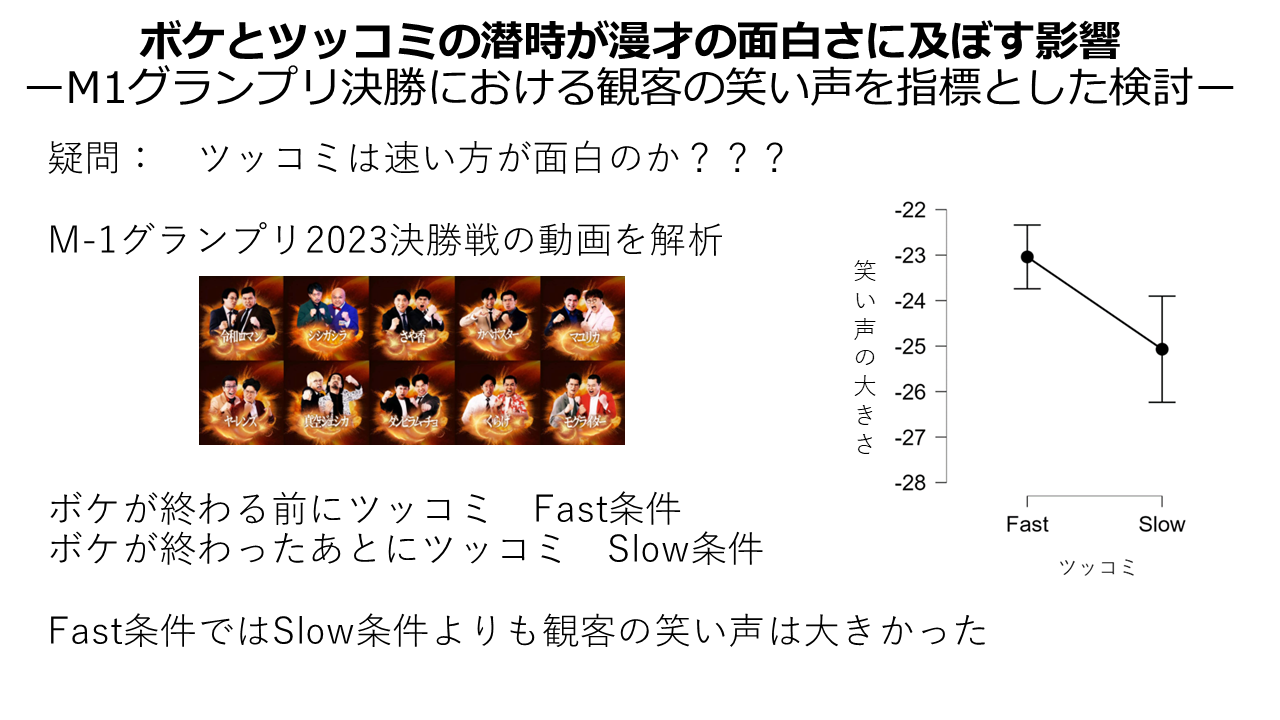 ボケとツッコミの潜時が漫才の面白さに及ぼす影響
ーM1グランプリ決勝における観客の笑い声を指標とした検討ー
疑問：　ツッコミは速い方が面白のか？？？
M-1グランプリ2023決勝戦の動画を解析
令和ロマン
シシガシラ
さや香
カベポスター
マユリカ
ヤーレンズ
真空ジェシカ
ダンビラムーチョ
くらげ
モグライダー
ボケが終わる前にツッコミ　Fast条件
ボケが終わったあとにツッコミ　Slow条件
Fast条件ではSlow条件よりも観客の笑い声は大きかった
笑い声の大きさ
-22
-23
-24
-25
-26
-27
-28
Fast
Slow
ツッコミ